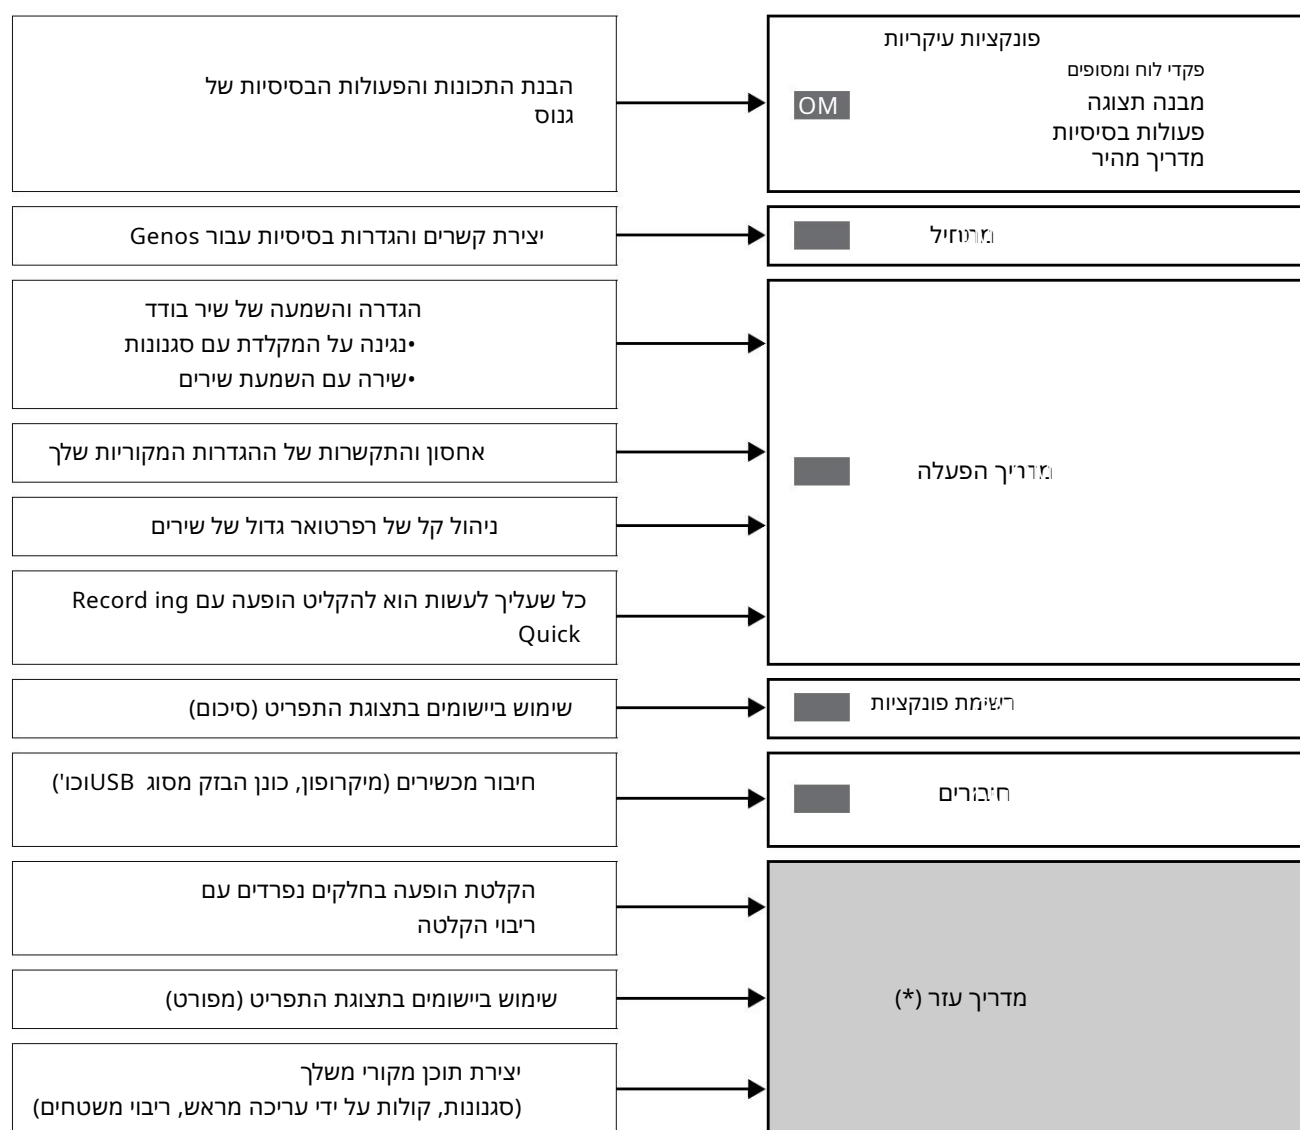 הבנת התכונות והפעולות הבסיסיות של
גנוס
פונקציות עיקריות
פקדי לוח ומסופים
OM
מבנה תצוגה
פעולות בסיסיות
מדריך מהיר
יצירת קשרים והגדרות בסיסיות עבור Genos
מתחיל
הגדרה והשמעה של שיר בודד
•נגינה על המקלדת עם סגנונות
•שירה עם השמעת שירים
אחסון והתקשרות של ההגדרות המקוריות שלך
מדריך הפעלה
ניהול קל של רפרטואר גדול של שירים
כל שעליך לעשות הוא להקליט הופעה עם Record ing
Quick
שימוש ביישומים בתצוגת התפריט (סיכום)
רשימת פונקציות
חיבור מכשירים (מיקרופון, כונן הבזק מסוג USBוכו')
חיבורים
הקלטת הופעה בחלקים נפרדים עם
ריבוי הקלטה
שימוש ביישומים בתצוגת התפריט (מפורט)
מדריך עזר (*)
יצירת תוכן מקורי משלך
(סגנונות, קולות על ידי עריכה מראש, ריבוי משטחים)